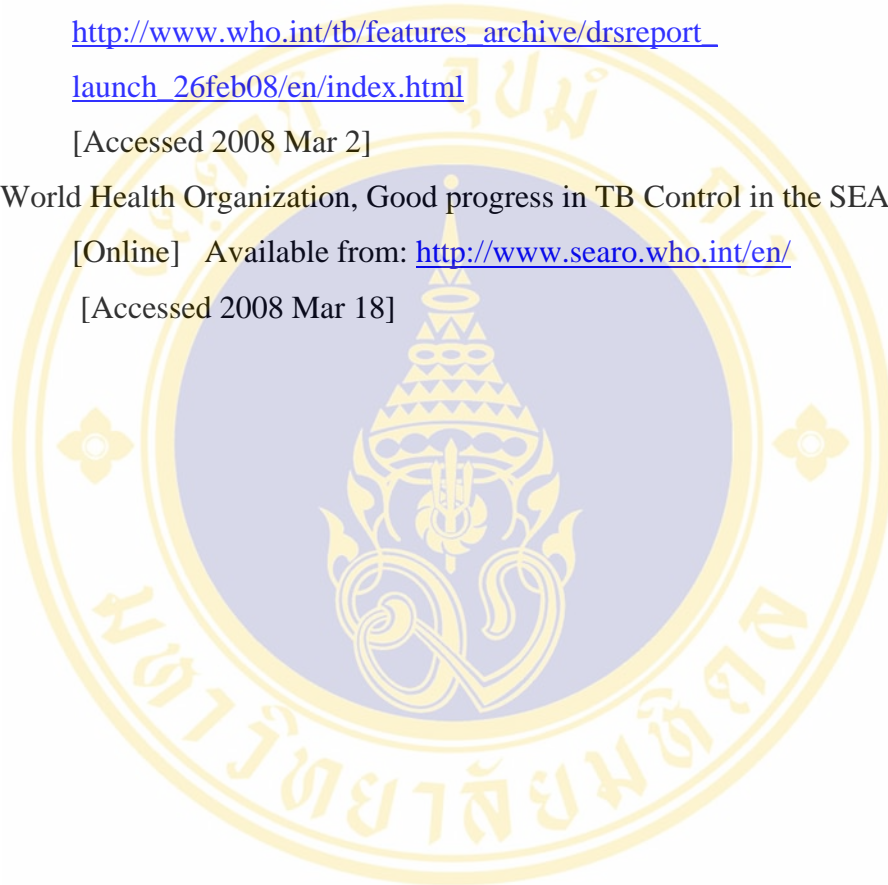 http://www.who.int/tb/features_archive/drsreport_
launch_26feb08/en/index.html
[Accessed 2008 Mar 2]
World Health Organization, Good progress in TB Control in the SEA
[Online] Available from: http://www.searo.who.int/en/
[Accessed 2008 Mar 18]
มหาวิทยาลัยมหิดล